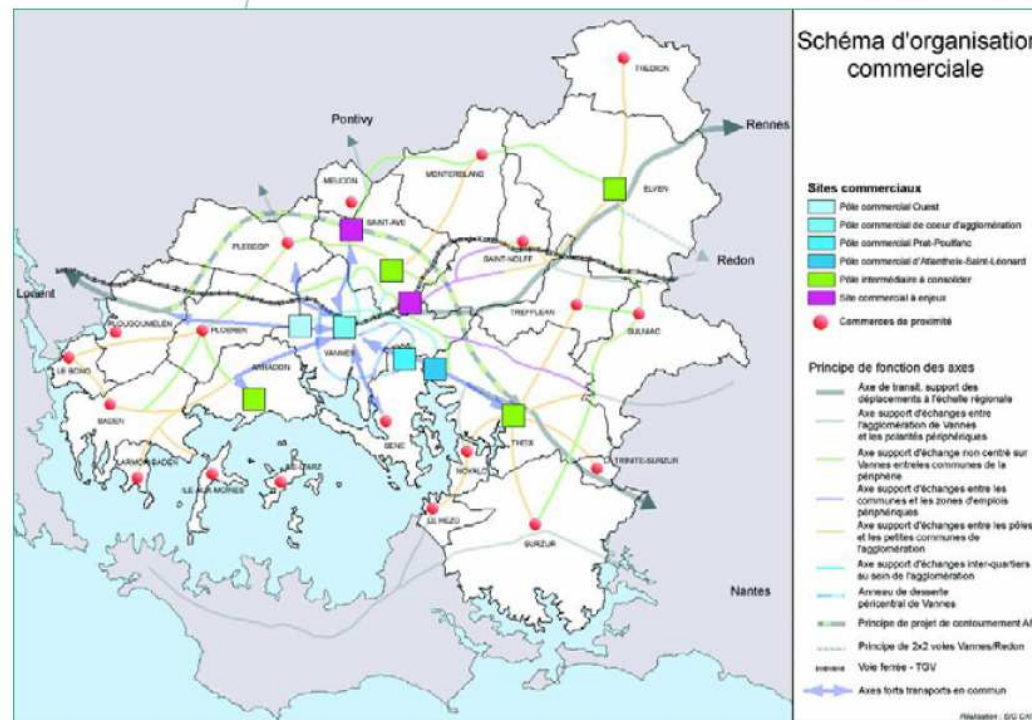 Schéma d'organisation
commerciale
TREDION
Pontivy
Rennes
MEUCON
MONTERBLANC
ELVEN
SAINT-AVE
PLESCOP
SAINT-NOLFF
Redon
Lorient
TREFFLEAN
SULNIAC
PLOUGOUMELEN
PLOEREN
VANNES
LE BONO
ARRADON
BADEN
SENE
THEIX
TRINITE-SURZUR
LARMOR-BADEN
ILE D'ARZ
NOYALO
ILE AUX MOINES
LE HEZO
SURZUR
Nantes
Sites commerciaux
Pôle commercial Ouest
Pôle commercial de coeur d'agglomération
Pôle commercial Prat-Poulfanc
Pôle commercial d'Atlantheix-Saint-Léonard
Pôle intermédiaire à consolider
Site commercial à enjeux
Commerces de proximité
Principe de fonction des axes
Axe de transit, support des
déplacements à l'échelle régionale
Axe support d'échanges entre
l'agglomération de Vannes
et les polarités périphériques
Axe support d'échange non centré sur
Vannes entre les communes de la
périphérie
Axe support d'échanges entre les
communes et les zones d'emplois
périphériques
Axe support d'échanges entre les pôles
et les petites communes de
l'agglomération
Axe support d'échanges inter-quartiers
au sein de l'agglomération
Anneau de desserte
péricentral de Vannes
Principe de projet de contournement
Principe de 2x2 voies Vannes/Redon
Voie ferrée - TGV
Axes forts transports en commun
Réalisation : SIG